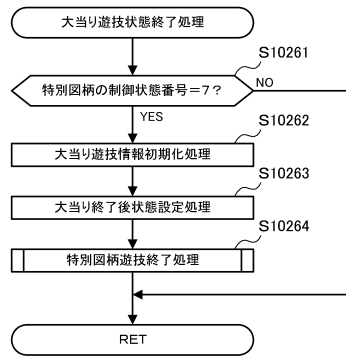 大当り遊技状態終了処理
S10261
特別図柄の制御状態番号＝7？
NO
YES
S10262
大当り遊技情報初期化処理
S10263
大当り終了後状態設定処理
S10264
特別図柄遊技終了処理
RET